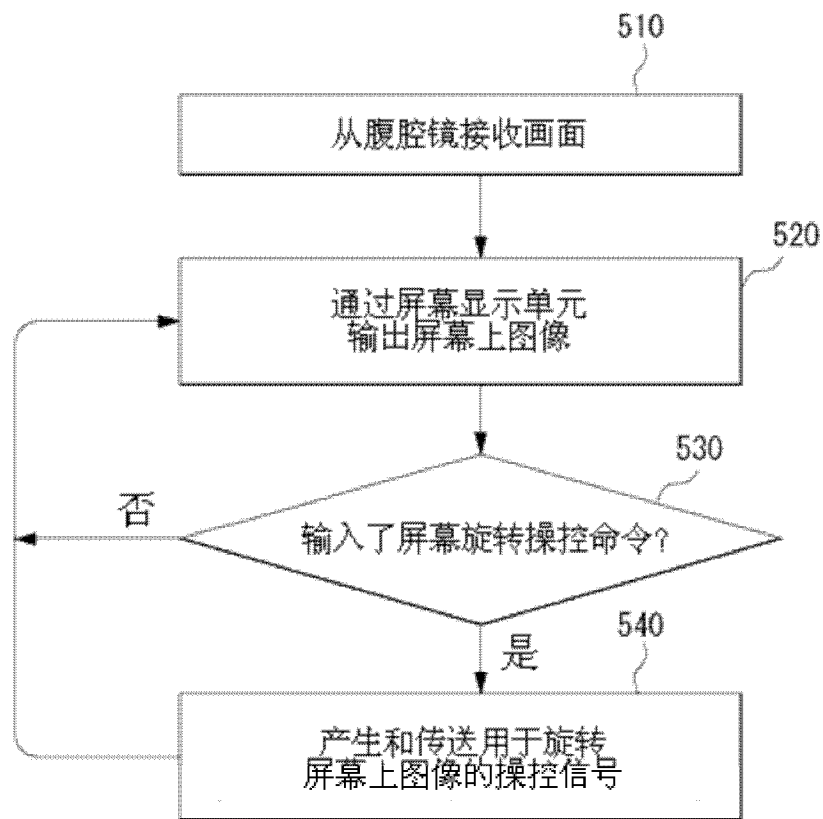 510
从腹腔镜接收画面
520
通过屏幕显示单元
输出屏幕上图像
530
否
输入了屏幕旋转操控命令?
是
540
产生和传送用于旋转
屏幕上图像的操控信号